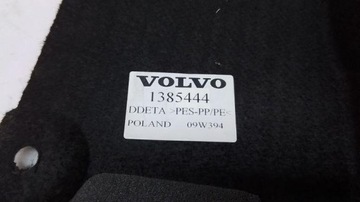 VOLVO
1385444
DDETA >PES-PP/PE<
POLAND 09W394